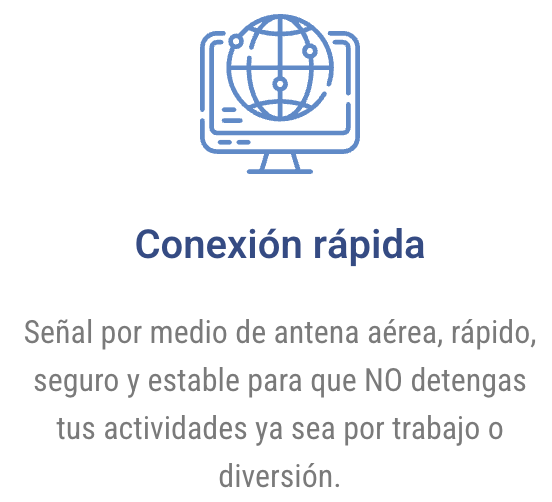 Conexión rápida
Señal por medio de antena aérea, rápido,
seguro y estable para que NO detengas
tus actividades ya sea por trabajo o
diversión.